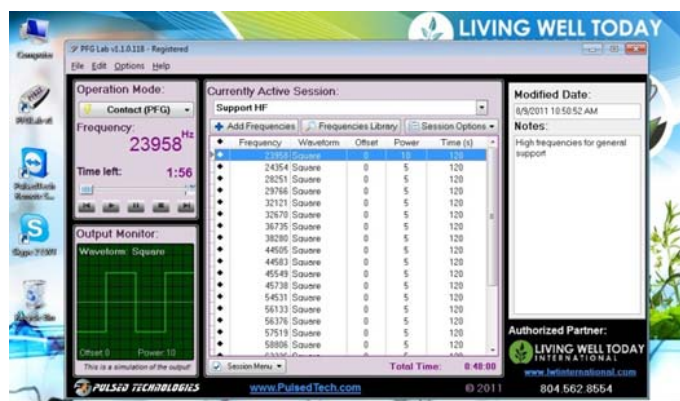 LIVING WELL TODAY
Computer
PFG Lab v1.1.0.118 - Registered
File Edit Options Help
Operation Mode:
Contact (PFG)
Frequency:
23958 Hz
Time left: 1:56
Output Monitor:
Waveform: Square
Offset:0 Power:10
This is a simulation of the output!
PULSED TECHNOLOGIES
Currently Active Session:
Support HF
Add Frequencies Frequencies Library Session Options
Frequency Waveform Offset Power Time (s)
23958 Square 0 10 120
24354 Square 0 5 120
28251 Square 0 5 120
29766 Square 0 5 120
32121 Square 0 5 120
32670 Square 0 5 120
36735 Square 0 5 120
38280 Square 0 5 120
44505 Square 0 5 120
44583 Square 0 5 120
45549 Square 0 5 120
45738 Square 0 5 120
54531 Square 0 5 120
56133 Square 0 5 120
56376 Square 0 5 120
57519 Square 0 5 120
58806 Square 0 5 120
Session Menu Total Time: 0:48:00
www.PulsedTech.com © 2011
Modified Date:
8/9/2011 10:50:52 AM
Notes:
High frequencies for general
support
Authorized Partner:
LIVING WELL TODAY
INTERNATIONAL
www.lwtinternational.com
804.562.8554